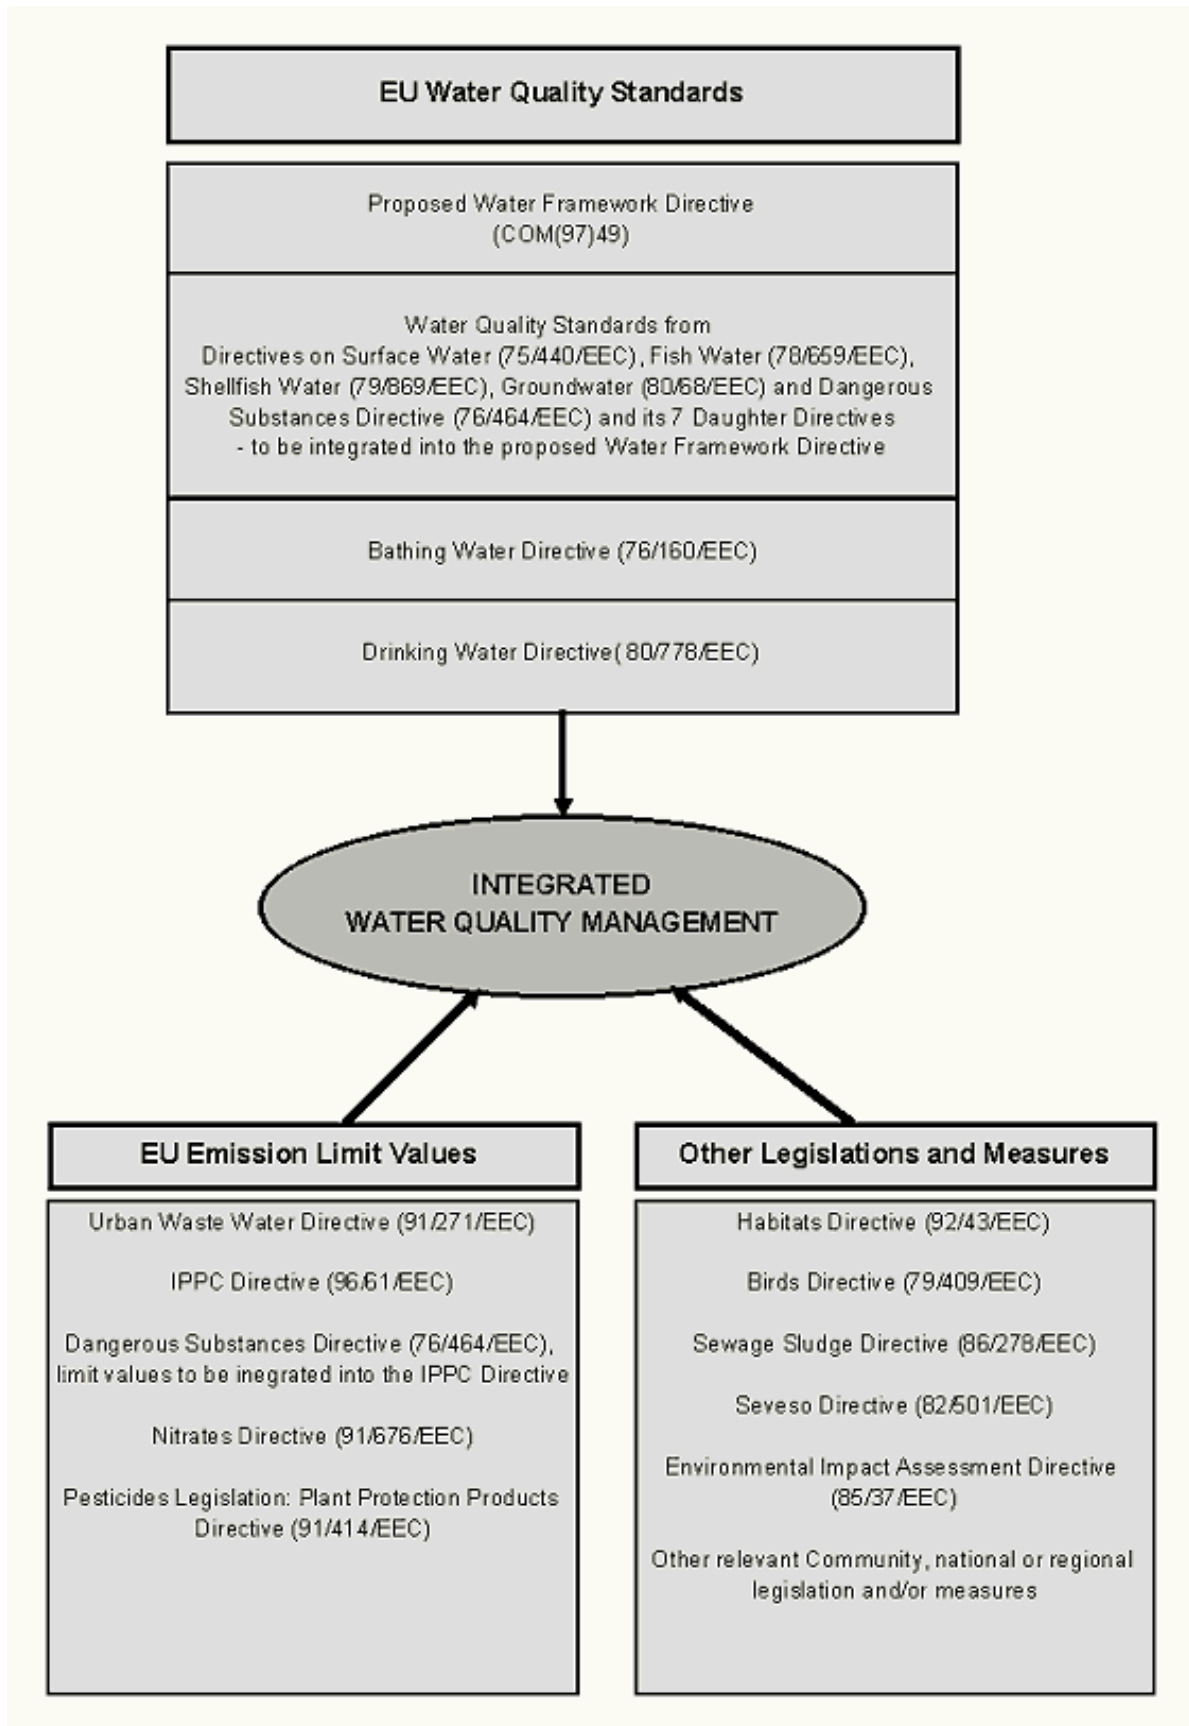 EU Water Quality Standards
Proposed Water Framework Directive
(COM(97)49)
Water Quality Standards from
Directives on Surface Water (75/440/EEC), Fish Water (78/659/EEC),
Shellfish Water (79/869/EEC), Groundwater (80/68/EEC) and Dangerous
Substances Directive (76/464/EEC) and its 7 Daughter Directives
- to be integrated into the proposed Water Framework Directive
Bathing Water Directive (76/160/EEC)
Drinking Water Directive( 80/778/EEC)
INTEGRATED
WATER QUALITY MANAGEMENT
EU Emission Limit Values
Urban Waste Water Directive (91/271/EEC)
IPPC Directive (96/61/EEC)
Dangerous Substances Directive (76/464/EEC),
limit values to be inegrated into the IPPC Directive
Nitrates Directive (91/676/EEC)
Pesticides Legislation: Plant Protection Products
Directive (91/414/EEC)
Other Legislations and Measures
Habitats Directive (92/43/EEC)
Birds Directive (79/409/EEC)
Sewage Sludge Directive (86/278/EEC)
Seveso Directive (82/501/EEC)
Environmental Impact Assessment Directive
(85/37/EEC)
Other relevant Community, national or regional
legislation and/or measures